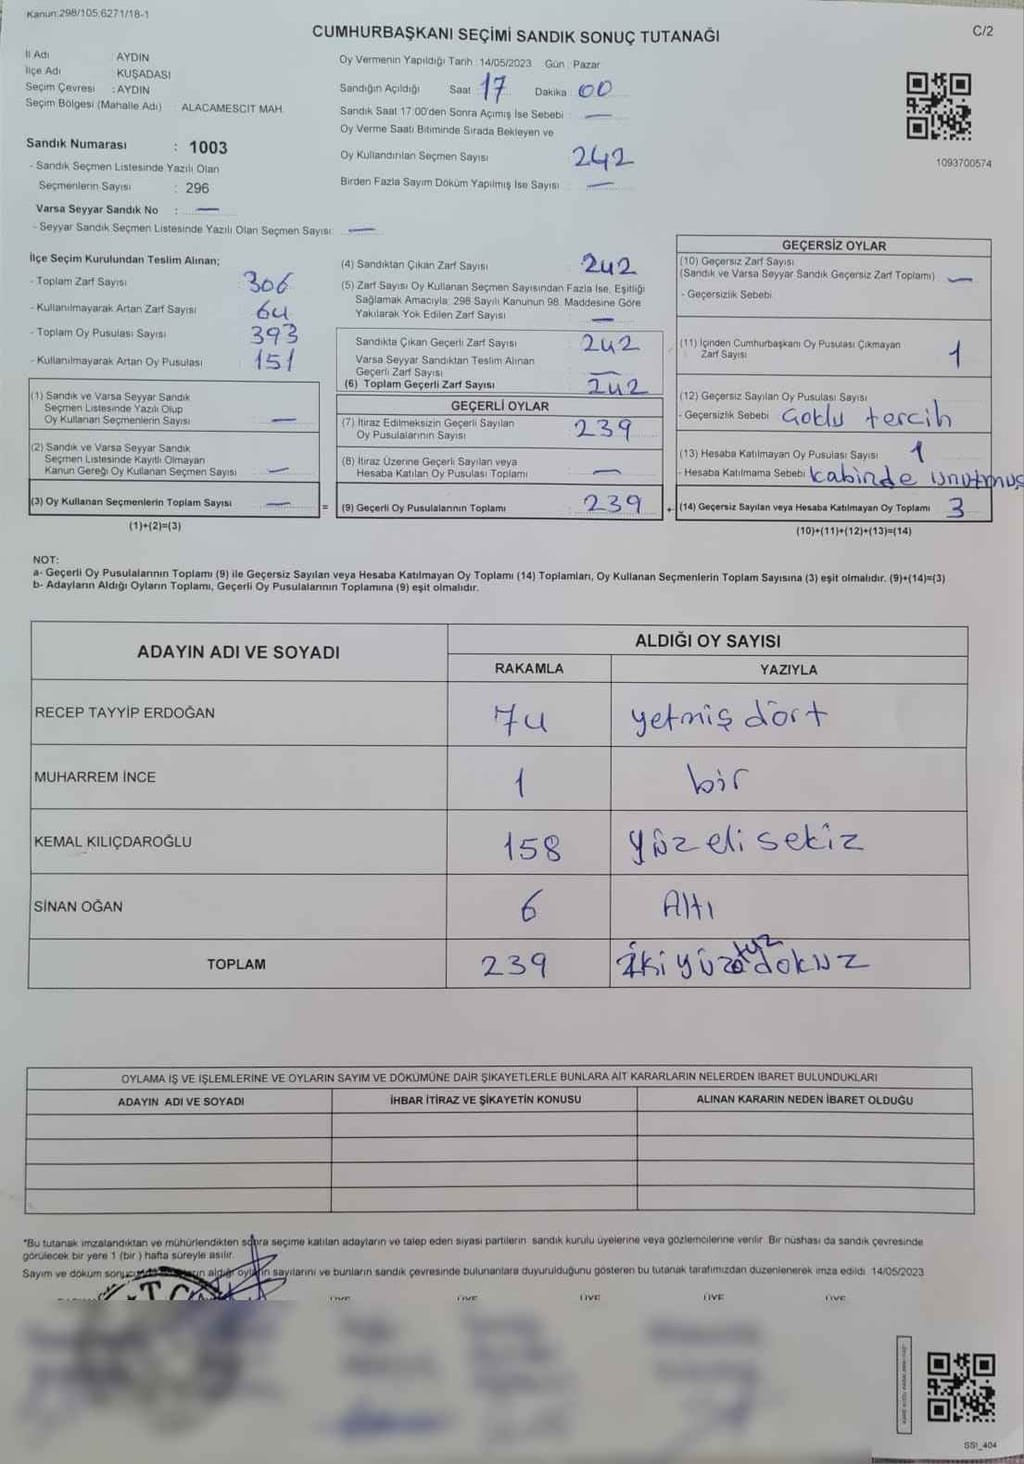 Kanun:298/105,6271/18-1
C/2
CUMHURBAŞKANI SEÇİMİ SANDIK SONUÇ TUTANAĞI
İl Adı AYDIN
İlçe Adı KUŞADASI
Seçim Çevresi : AYDIN
Seçim Bölgesi (Mahalle Adı) ALACAMESCİT MAH.
Sandık Numarası : 1003
- Sandık Seçmen Listesinde Yazılı Olan
Seçmenlerin Sayısı : 296
Varsa Seyyar Sandık No : —
- Seyyar Sandık Seçmen Listesinde Yazılı Olan Seçmen Sayısı: —
Oy Vermenin Yapıldığı Tarih : 14/05/2023 Gün : Pazar
Sandığın Açıldığı Saat : 17 Dakika : 00
Sandık Saat 17:00'den Sonra Açılmış İse Sebebi : —
Oy Verme Saati Bitiminde Sırada Bekleyen ve
Oy Kullandırılan Seçmen Sayısı 242
Birden Fazla Sayım Döküm Yapılmış İse Sayısı —
1093700574
İlçe Seçim Kurulundan Teslim Alınan;
- Toplam Zarf Sayısı 306
- Kullanılmayarak Artan Zarf Sayısı 64
- Toplam Oy Pusulası Sayısı 393
- Kullanılmayarak Artan Oy Pusulası 151
(1) Sandık ve Varsa Seyyar Sandık
Seçmen Listesinde Yazılı Olup
Oy Kullanan Seçmenlerin Sayısı —
(2) Sandık ve Varsa Seyyar Sandık
Seçmen Listesinde Kayıtlı Olmayan
Kanun Gereği Oy Kullanan Seçmen Sayısı —
(3) Oy Kullanan Seçmenlerin Toplam Sayısı —
(1)+(2)=(3)
(4) Sandıktan Çıkan Zarf Sayısı 242
(5) Zarf Sayısı Oy Kullanan Seçmen Sayısından Fazla İse, Eşitliği
Sağlamak Amacıyla, 298 Sayılı Kanunun 98. Maddesine Göre
Yakılarak Yok Edilen Zarf Sayısı —
Sandıkta Çıkan Geçerli Zarf Sayısı 242
Varsa Seyyar Sandıktan Teslim Alınan
Geçerli Zarf Sayısı —
(6) Toplam Geçerli Zarf Sayısı 242
GEÇERLİ OYLAR
(7) İtiraz Edilmeksizin Geçerli Sayılan
Oy Pusulalarının Sayısı 239
(8) İtiraz Üzerine Geçerli Sayılan veya
Hesaba Katılan Oy Pusulası Toplamı —
= (9) Geçerli Oy Pusulalarının Toplamı 239
GEÇERSİZ OYLAR
(10) Geçersiz Zarf Sayısı
(Sandık ve Varsa Seyyar Sandık Geçersiz Zarf Toplamı) —
- Geçersizlik Sebebi
(11) İçinden Cumhurbaşkanı Oy Pusulası Çıkmayan
Zarf Sayısı 1
(12) Geçersiz Sayılan Oy Pusulası Sayısı
- Geçersizlik Sebebi Çoklu tercih
(13) Hesaba Katılmayan Oy Pusulası Sayısı 1
- Hesaba Katılmama Sebebi kabinde unutmuş
+ (14) Geçersiz Sayılan veya Hesaba Katılmayan Oy Toplamı 3
(10)+(11)+(12)+(13)=(14)
NOT:
a- Geçerli Oy Pusulalarının Toplamı (9) ile Geçersiz Sayılan veya Hesaba Katılmayan Oy Toplamı (14) Toplamları, Oy Kullanan Seçmenlerin Toplam Sayısına (3) eşit olmalıdır. (9)+(14)=(3)
b- Adayların Aldığı Oyların Toplamı, Geçerli Oy Pusulalarının Toplamına (9) eşit olmalıdır.
ADAYIN ADI VE SOYADI
ALDIĞI OY SAYISI
RAKAMLA YAZIYLA
RECEP TAYYİP ERDOĞAN 74 yetmiş dört
MUHARREM İNCE 1 bir
KEMAL KILIÇDAROĞLU 158 yüz eli sekiz
SİNAN OĞAN 6 Altı
TOPLAM 239 İki yüz otuz dokuz
OYLAMA İŞ VE İŞLEMLERİNE VE OYLARIN SAYIM VE DÖKÜMÜNE DAİR ŞİKAYETLERLE BUNLARA AİT KARARLARIN NELERDEN İBARET BULUNDUKLARI
ADAYIN ADI VE SOYADI İHBAR İTİRAZ VE ŞİKAYETİN KONUSU ALINAN KARARIN NEDEN İBARET OLDUĞU
*Bu tutanak imzalandıktan ve mühürlendikten sonra seçime katılan adayların ve talep eden siyasi partilerin sandık kurulu üyelerine veya gözlemcilerine verilir. Bir nüshası da sandık çevresinde
görülecek bir yere 1 (bir) hafta süreyle asılır.
Sayım ve döküm aldığı oyların sayılarını ve bunların sandık çevresinde bulunanlara duyurulduğunu gösteren bu tutanak tarafımızdan düzenlenerek imza edildi. 14/05/2023
T.C.
ÜYE ÜYE ÜYE ÜYE ÜYE
SSİ_404